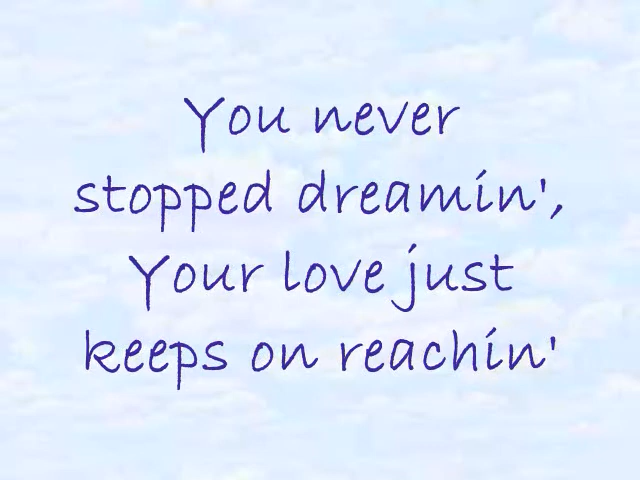 You never
stopped dreamin',
Your love just
keeps on reachin'